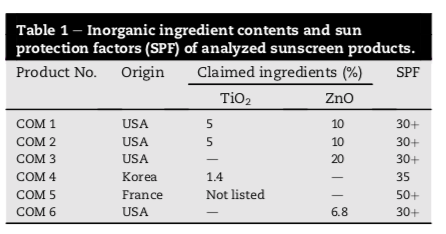 Table 1 – Inorganic ingredient contents and sun
protection factors (SPF) of analyzed sunscreen products.
Product No. Origin Claimed ingredients (%) SPF
TiO₂ ZnO
COM 1 USA 5 10 30+
COM 2 USA 5 10 30+
COM 3 USA — 20 30+
COM 4 Korea 1.4 — 35
COM 5 France Not listed — 50+
COM 6 USA — 6.8 30+